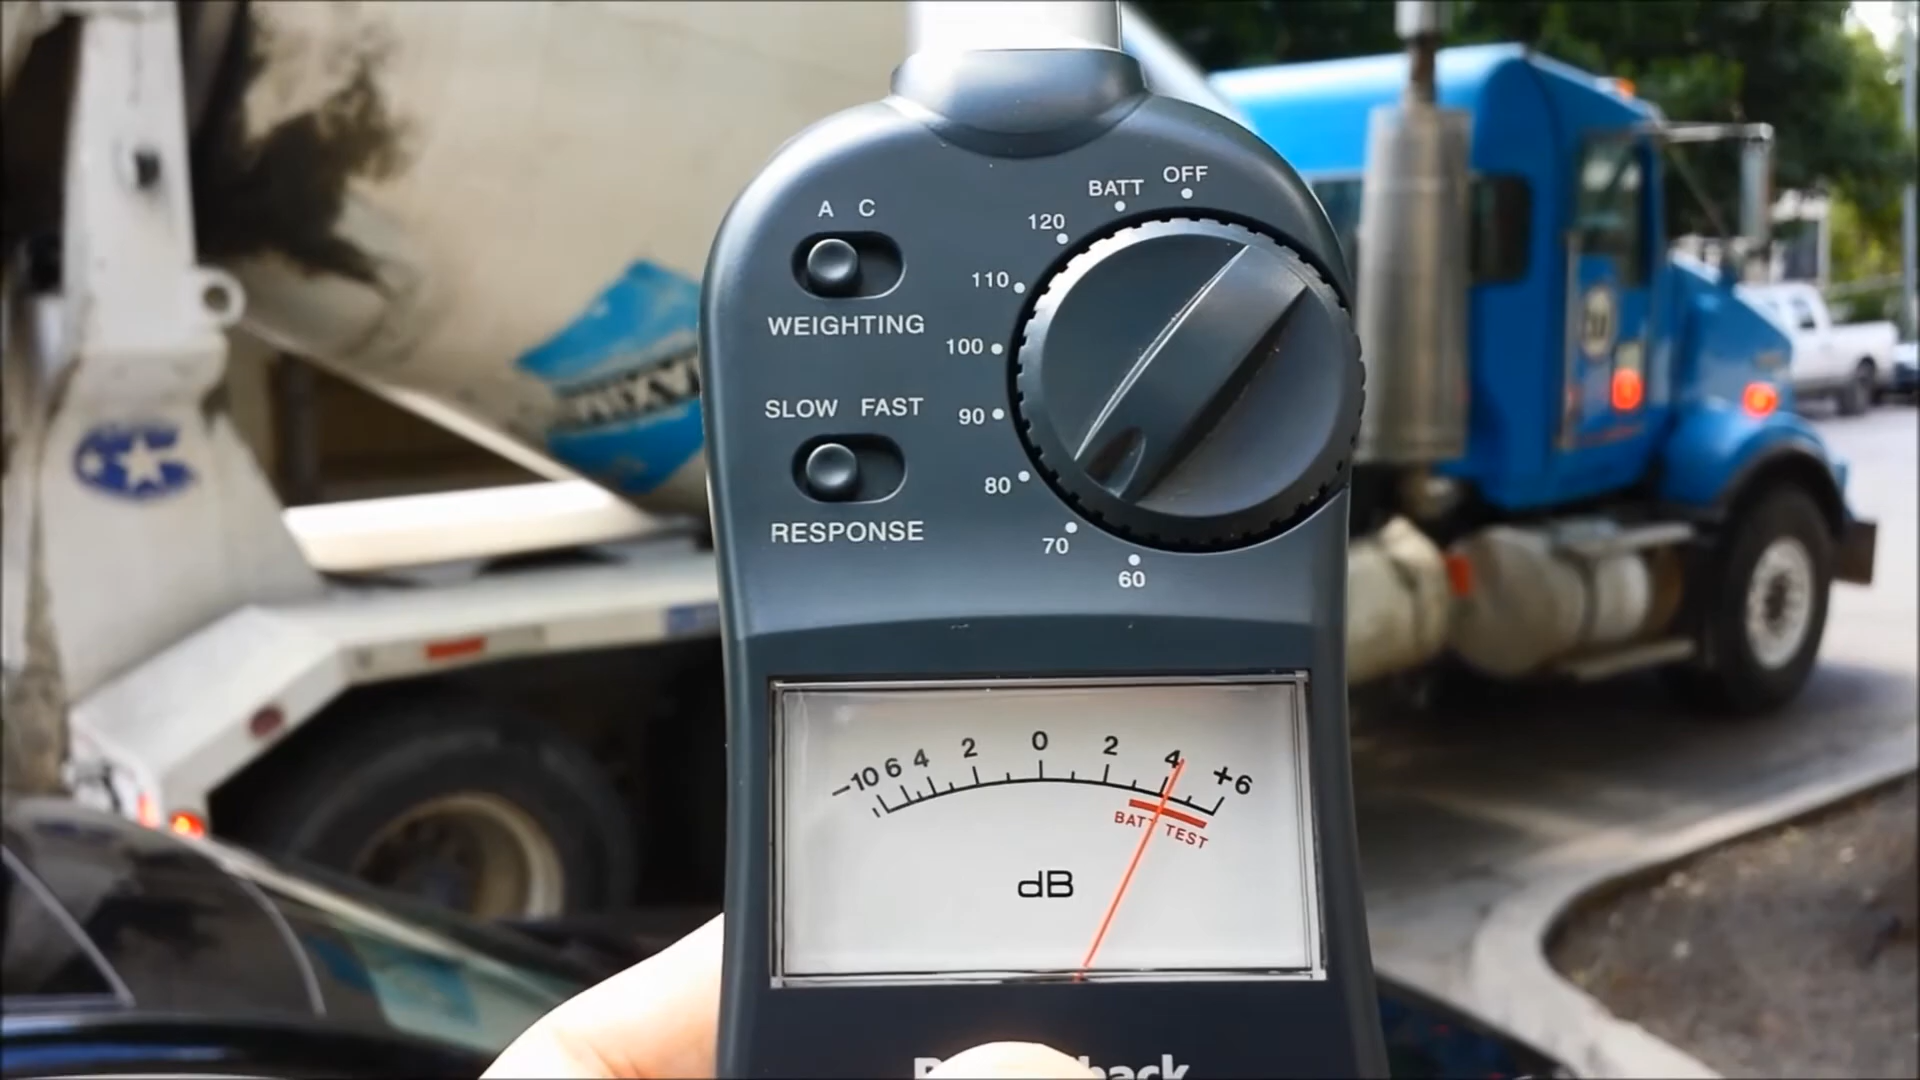 OFF
BATT
120
110
100
90
80
70
60
A C
WEIGHTING
SLOW FAST
RESPONSE
MAXIM
-10 6 4 2 0 2 4 +6
BATT TEST
dB